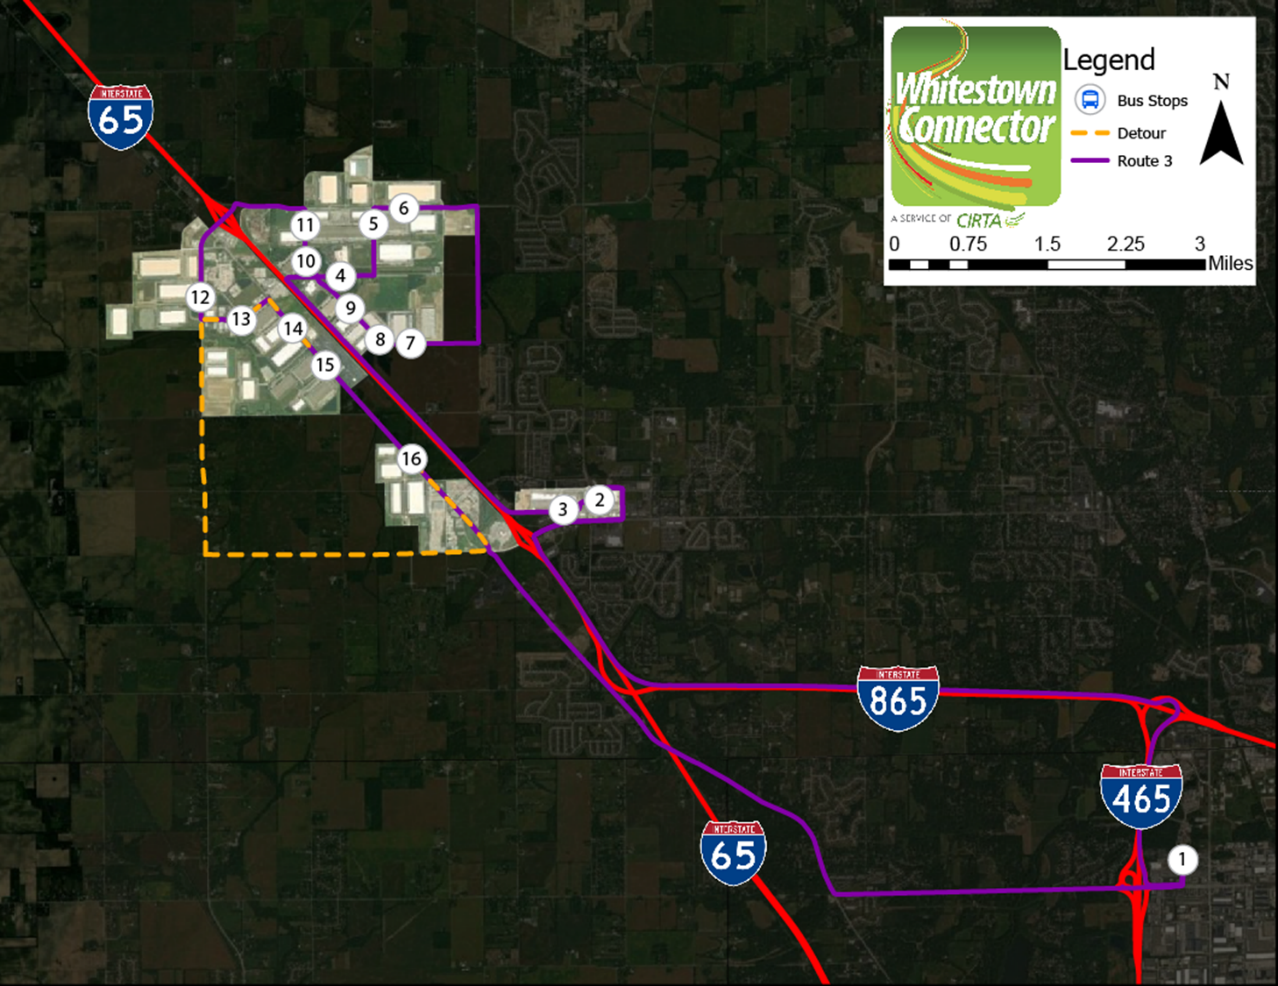 Whitestown
Connector
A SERVICE OF CIRTA
Legend
Bus Stops
Detour
Route 3
N
0 0.75 1.5 2.25 3
Miles
INTERSTATE
65
11
5
6
10
4
12
9
13
14
8
7
15
16
3
2
INTERSTATE
865
INTERSTATE
465
INTERSTATE
65
1